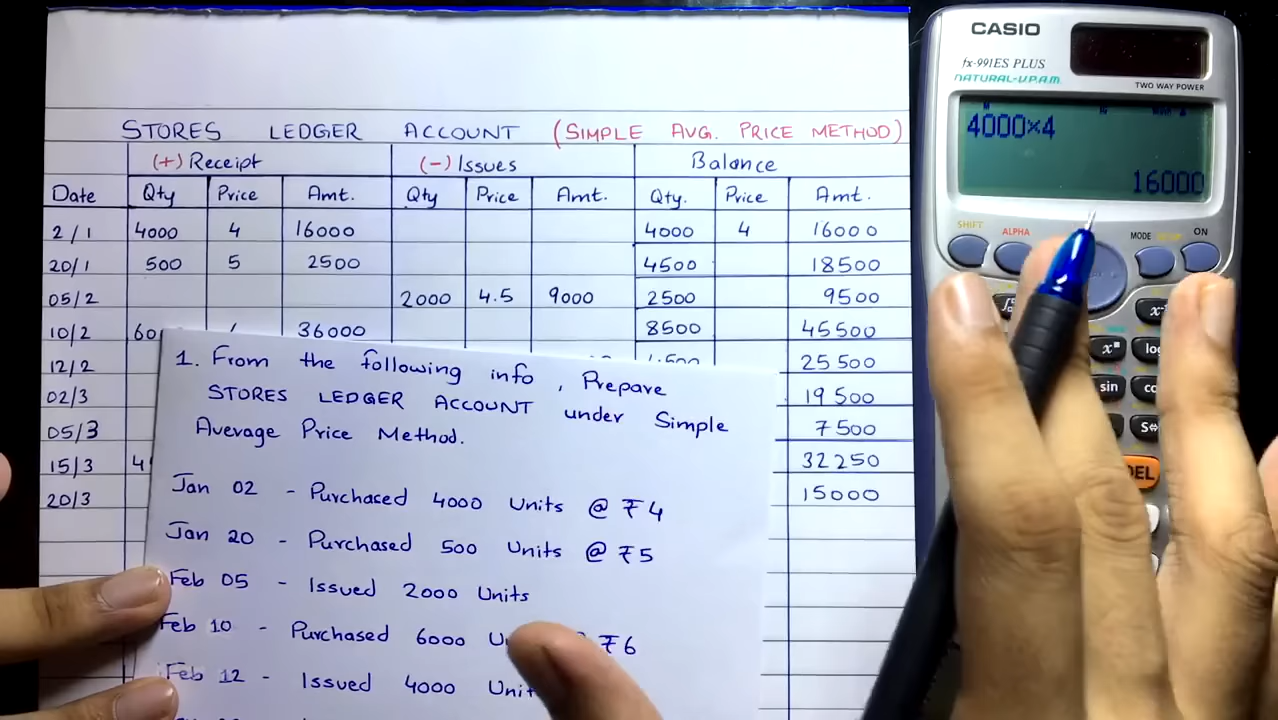 STORES LEDGER ACCOUNT (SIMPLE AVG. PRICE METHOD)
(+) Receipt (-) Issues Balance
Date Qty Price Amt. Qty Price Amt. Qty. Price Amt.
2/1 4000 4 16000 4000 4 16000
20/1 500 5 2500 4500 18500
05/2 2000 4.5 9000 2500 9500
10/2 36000 8500 45500
12/2 25500
02/3 19500
05/3 7500
15/3 32250
20/3 15000
1. From the following info, Prepare
STORES LEDGER ACCOUNT under Simple
Average Price Method.
Jan 02 - Purchased 4000 Units @ ₹4
Jan 20 - Purchased 500 Units @ ₹5
Feb 05 - Issued 2000 Units
Feb 10 - Purchased 6000 ₹6
Feb 12 - Issued 4000
CASIO
fx-991ES PLUS
NATURAL-V.P.A.M.
TWO WAY POWER
4000×4
16000
SHIFT ALPHA MODE ON
sin